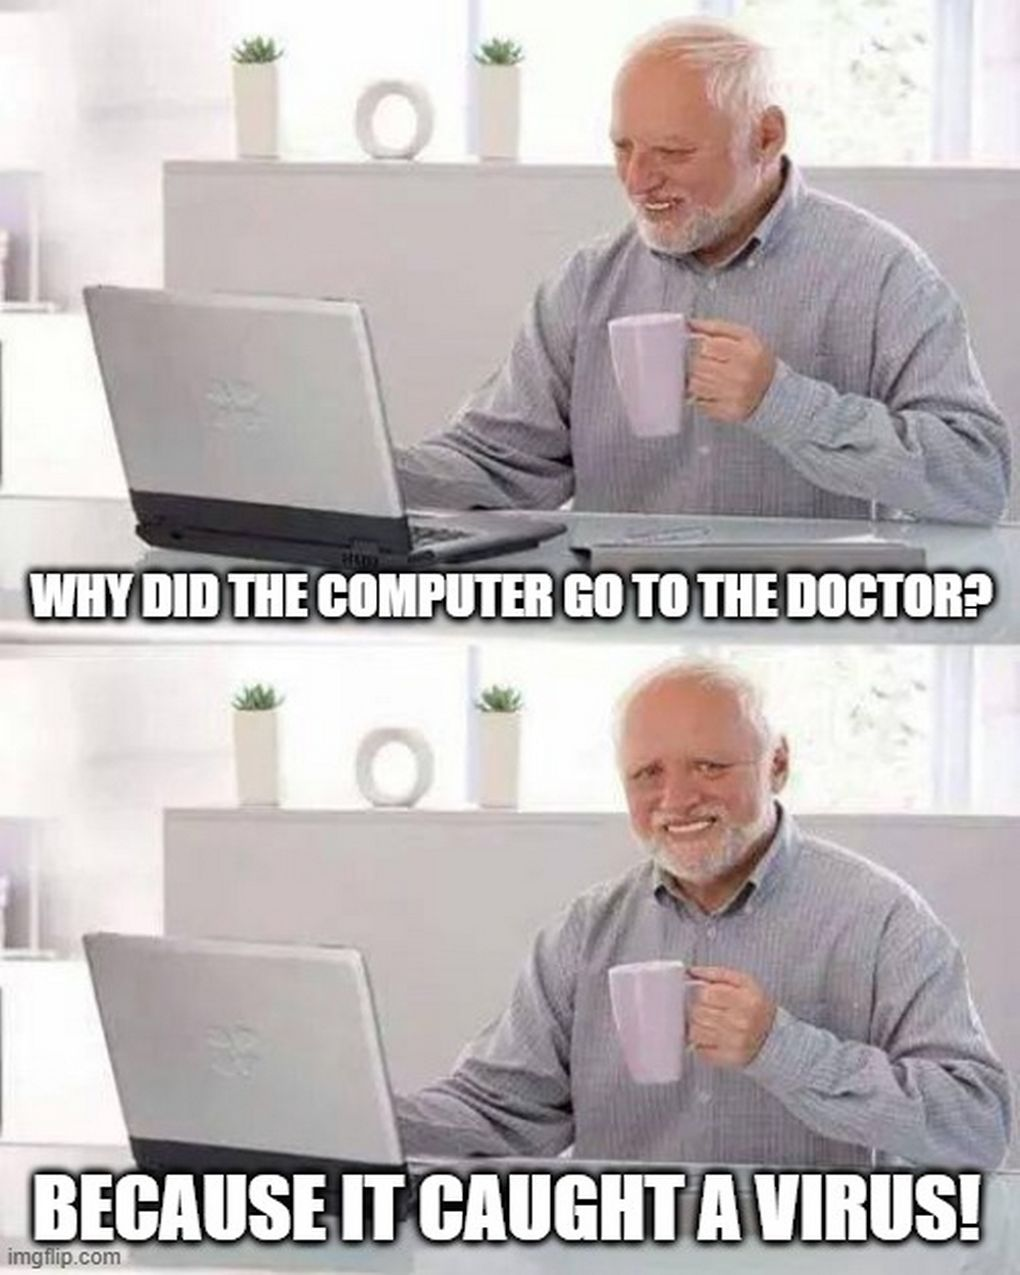 WHY DID THE COMPUTER GO TO THE DOCTOR?
BECAUSE IT CAUGHT A VIRUS!
imgflip.com